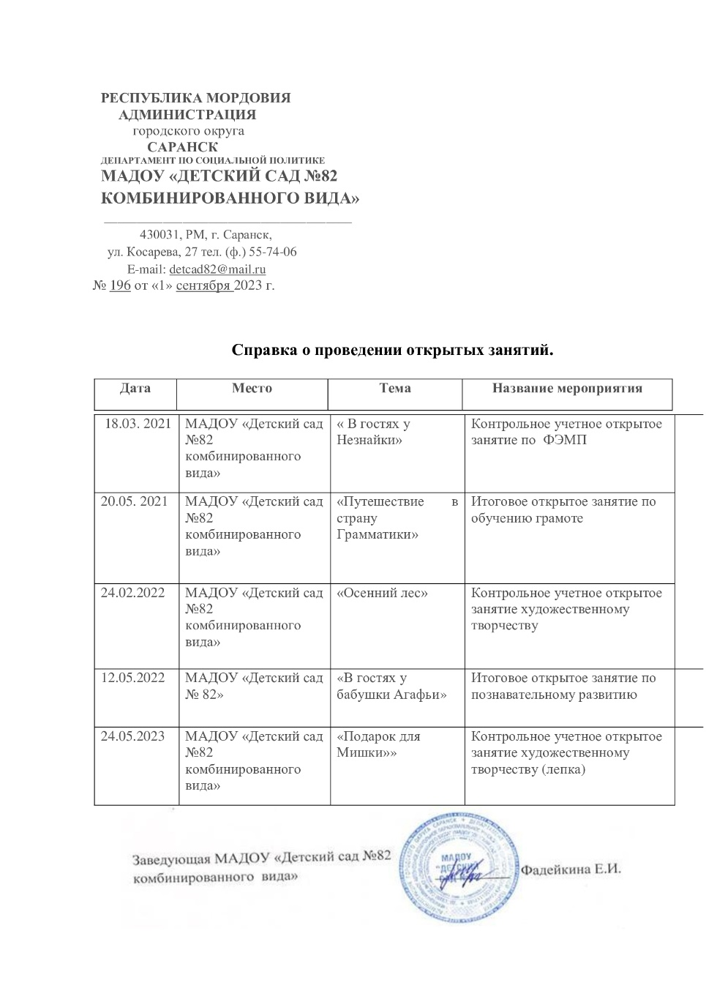 РЕСПУБЛИКА МОРДОВИЯ
АДМИНИСТРАЦИЯ
городского округа
САРАНСК
ДЕПАРТАМЕНТ ПО СОЦИАЛЬНОЙ ПОЛИТИКЕ
МАДОУ «ДЕТСКИЙ САД №82
КОМБИНИРОВАННОГО ВИДА»
430031, РМ, г. Саранск,
ул. Косарева, 27 тел. (ф.) 55-74-06
E-mail: detcad82@mail.ru
№ 196 от «1» сентября 2023 г.
Справка о проведении открытых занятий.
Дата Место Тема Название мероприятия
18.03. 2021 МАДОУ «Детский сад « В гостях у Контрольное учетное открытое
№82 Незнайки» занятие по ФЭМП
комбинированного
вида»
20.05. 2021 МАДОУ «Детский сад «Путешествие в Итоговое открытое занятие по
№82 страну обучению грамоте
комбинированного Грамматики»
вида»
24.02.2022 МАДОУ «Детский сад «Осенний лес» Контрольное учетное открытое
№82 занятие художественному
комбинированного творчеству
вида»
12.05.2022 МАДОУ «Детский сад «В гостях у Итоговое открытое занятие по
№ 82» бабушки Агафьи» познавательному развитию
24.05.2023 МАДОУ «Детский сад «Подарок для Контрольное учетное открытое
№82 Мишки»» занятие художественному
комбинированного творчеству (лепка)
вида»
Заведующая МАДОУ «Детский сад №82
комбинированного вида»
МАДОУ
"ДЕТСКИЙ
Фадейкина Е.И.